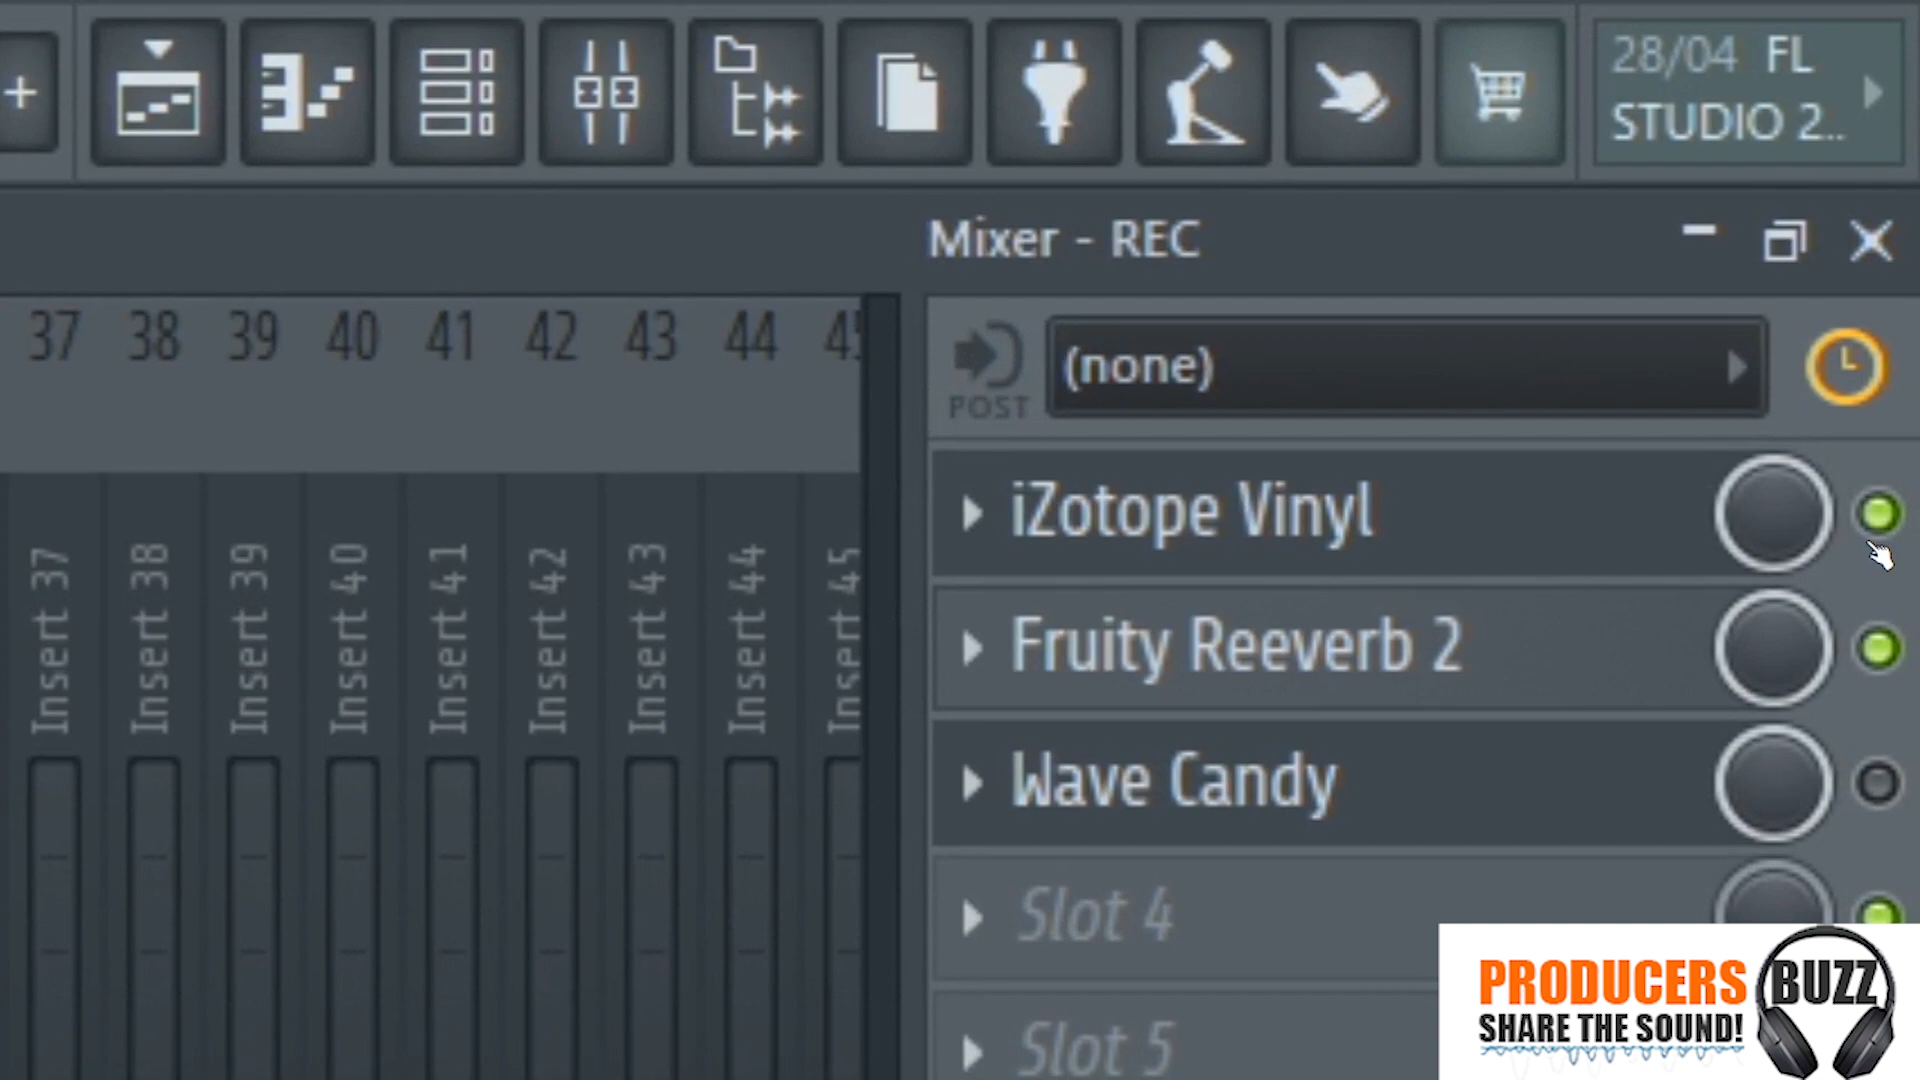 28/04 FL
STUDIO 2..
Mixer - REC
37 38 39 40 41 42 43 44 45
POST
(none)
iZotope Vinyl
Fruity Reeverb 2
Wave Candy
Slot 4
Slot 5
Insert 37
Insert 38
Insert 39
Insert 40
Insert 41
Insert 42
Insert 43
Insert 44
Insert 45
PRODUCERS BUZZ
SHARE THE SOUND!